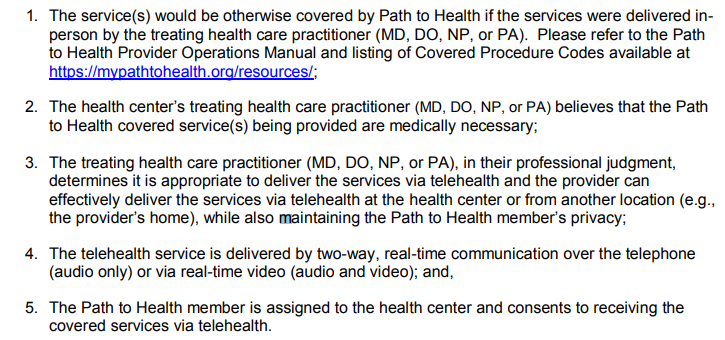 1. The service(s) would be otherwise covered by Path to Health if the services were delivered in-
person by the treating health care practitioner (MD, DO, NP, or PA).  Please refer to the Path
to Health Provider Operations Manual and listing of Covered Procedure Codes available at
https://mypathtohealth.org/resources/;
2. The health center's treating health care practitioner (MD, DO, NP, or PA) believes that the Path
to Health covered service(s) being provided are medically necessary;
3. The treating health care practitioner (MD, DO, NP, or PA), in their professional judgment,
determines it is appropriate to deliver the services via telehealth and the provider can
effectively deliver the services via telehealth at the health center or from another location (e.g.,
the provider's home), while also maintaining the Path to Health member's privacy;
4. The telehealth service is delivered by two-way, real-time communication over the telephone
(audio only) or via real-time video (audio and video); and,
5. The Path to Health member is assigned to the health center and consents to receiving the
covered services via telehealth.